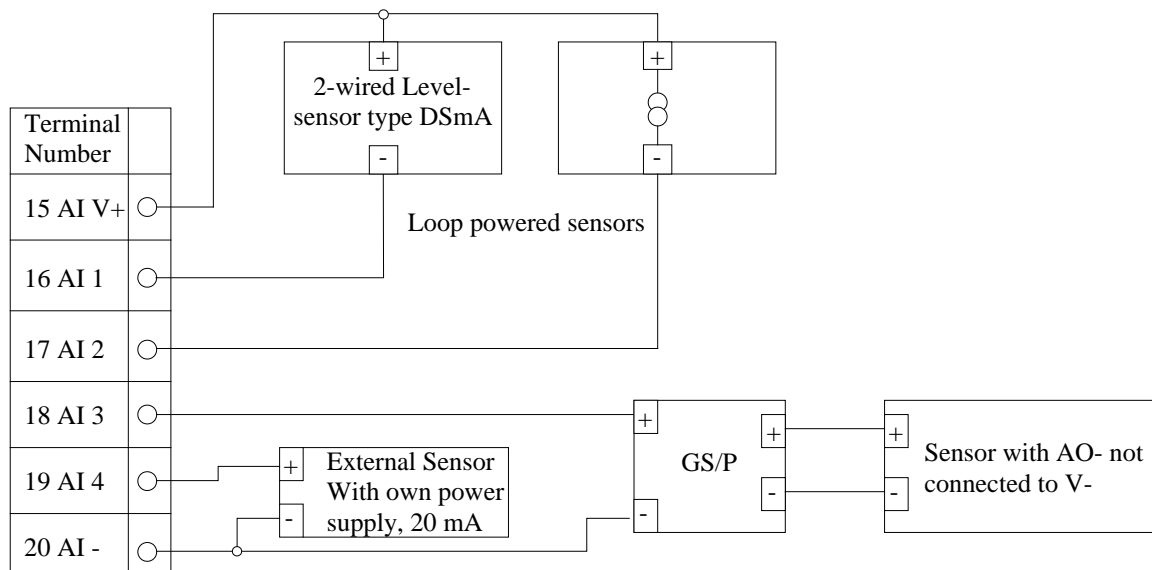 +
+
2-wired Level-
sensor type DSmA
-
-
Terminal
Number
15 AI V+
Loop powered sensors
16 AI 1
17 AI 2
18 AI 3
+
+
+
GS/P
Sensor with AO- not
connected to V-
-
-
-
19 AI 4
+
External Sensor
With own power
supply, 20 mA
-
20 AI -